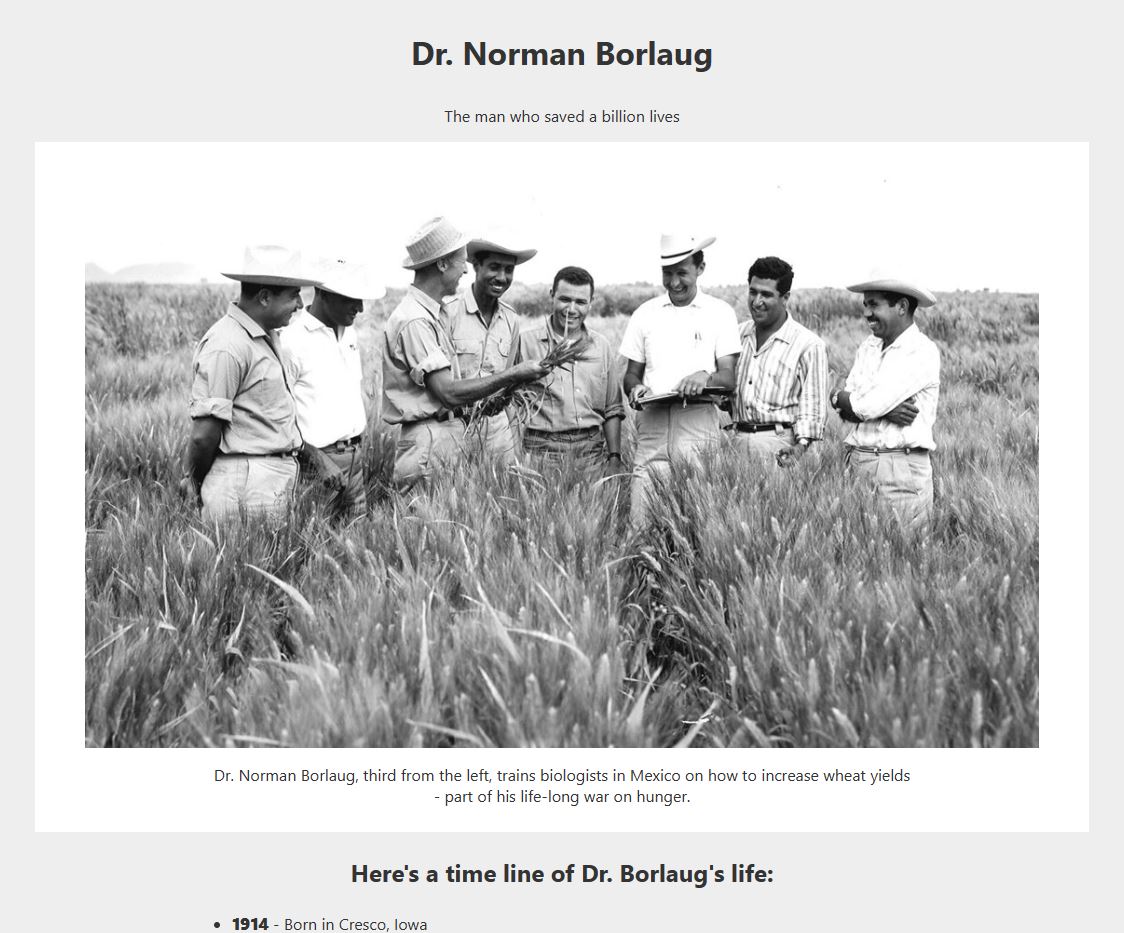 Dr. Norman Borlaug
The man who saved a billion lives
Dr. Norman Borlaug, third from the left, trains biologists in Mexico on how to increase wheat yields
- part of his life-long war on hunger.
Here's a time line of Dr. Borlaug's life:
• 1914 - Born in Cresco, Iowa